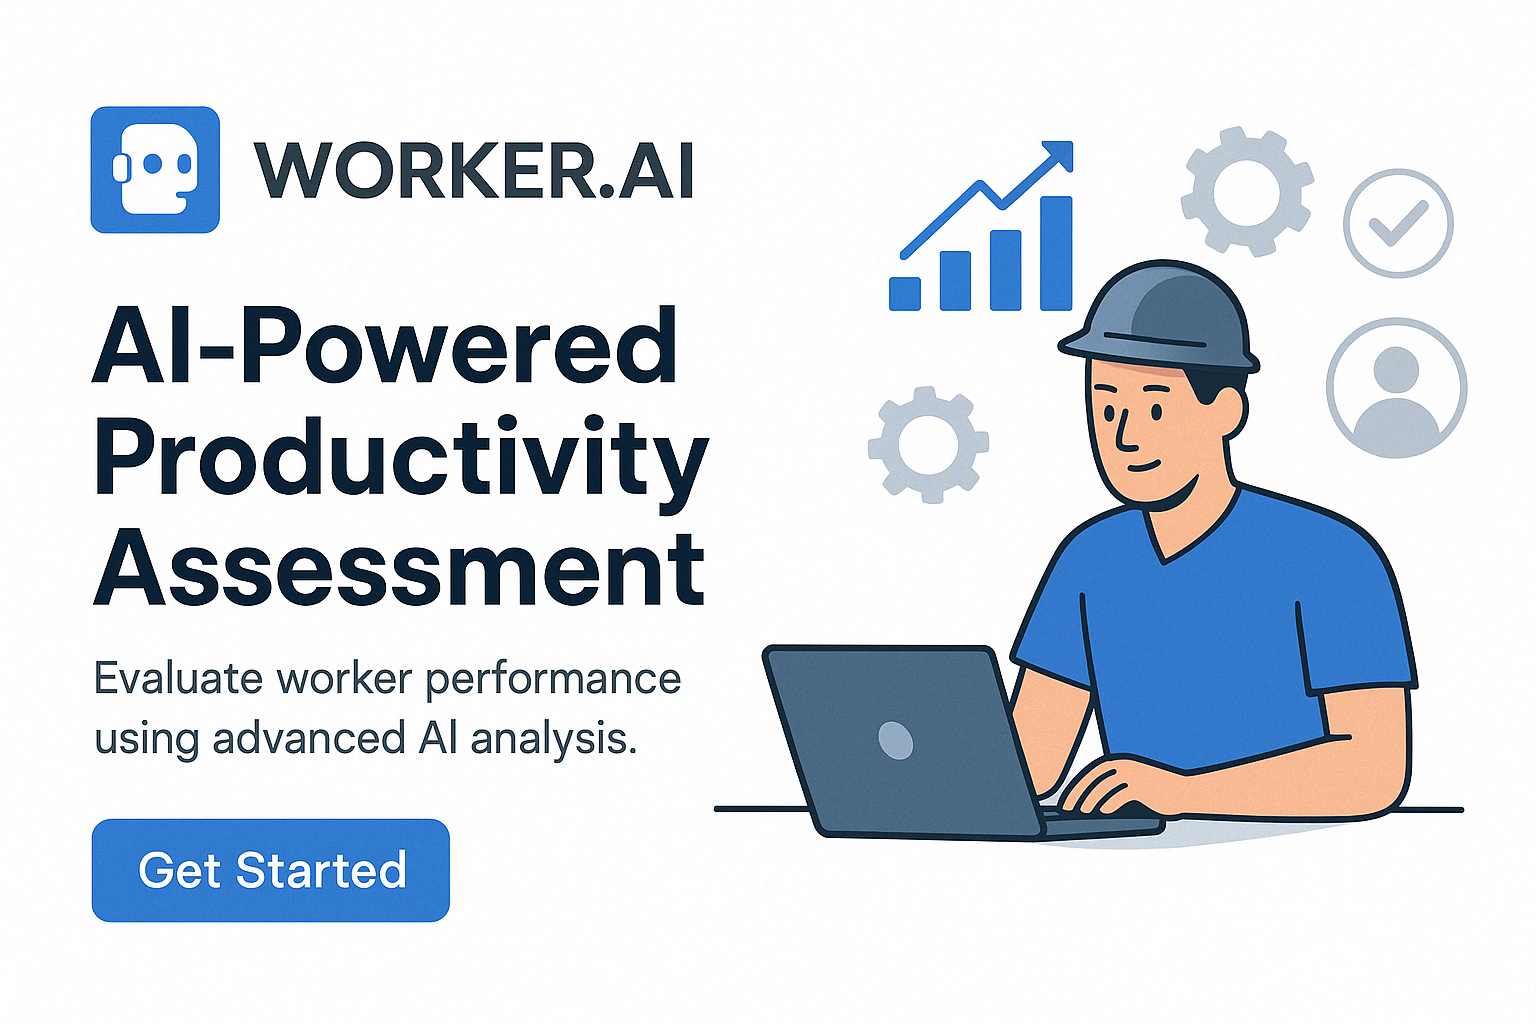 WORKER.AI
AI-Powered
Productivity
Assessment
Evaluate worker performance
using advanced AI analysis.
Get Started